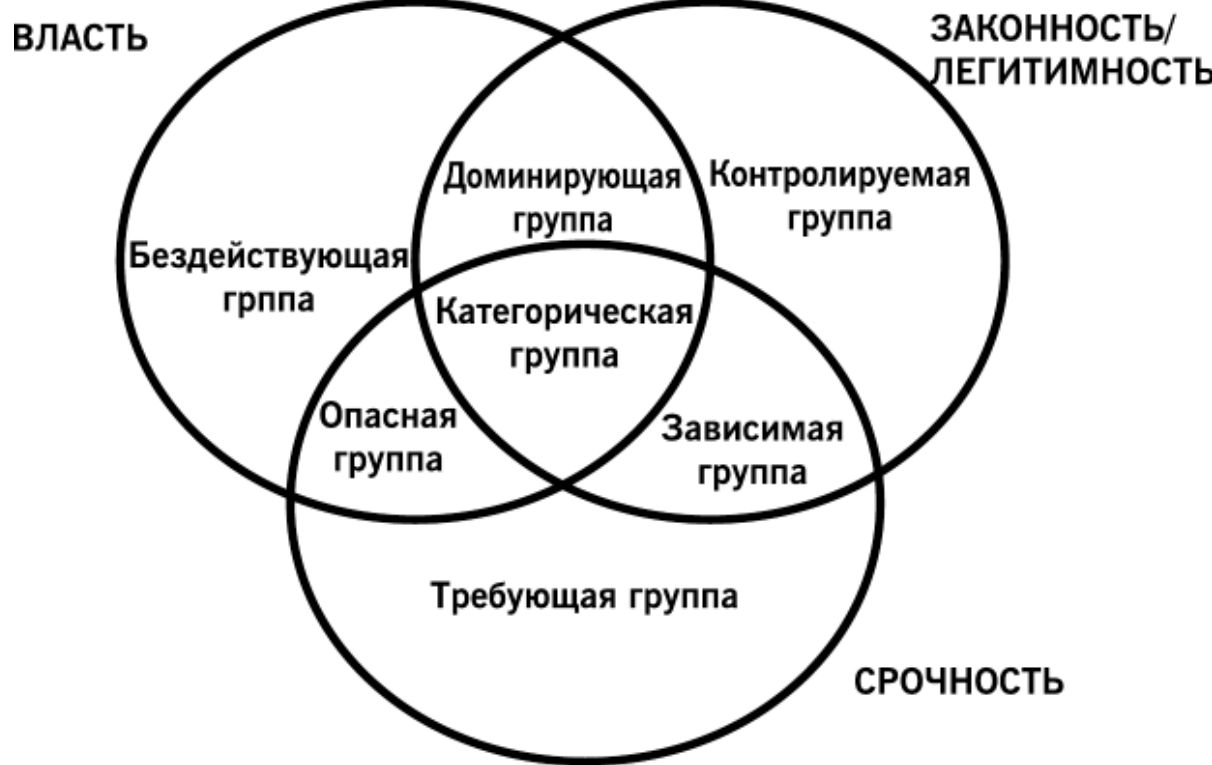 ВЛАСТЬ
ЗАКОННОСТЬ/
ЛЕГИТИМНОСТЬ
Доминирующая
группа
Контролируемая
группа
Бездействующая
грппа
Категорическая
группа
Опасная
группа
Зависимая
группа
Требующая группа
СРОЧНОСТЬ